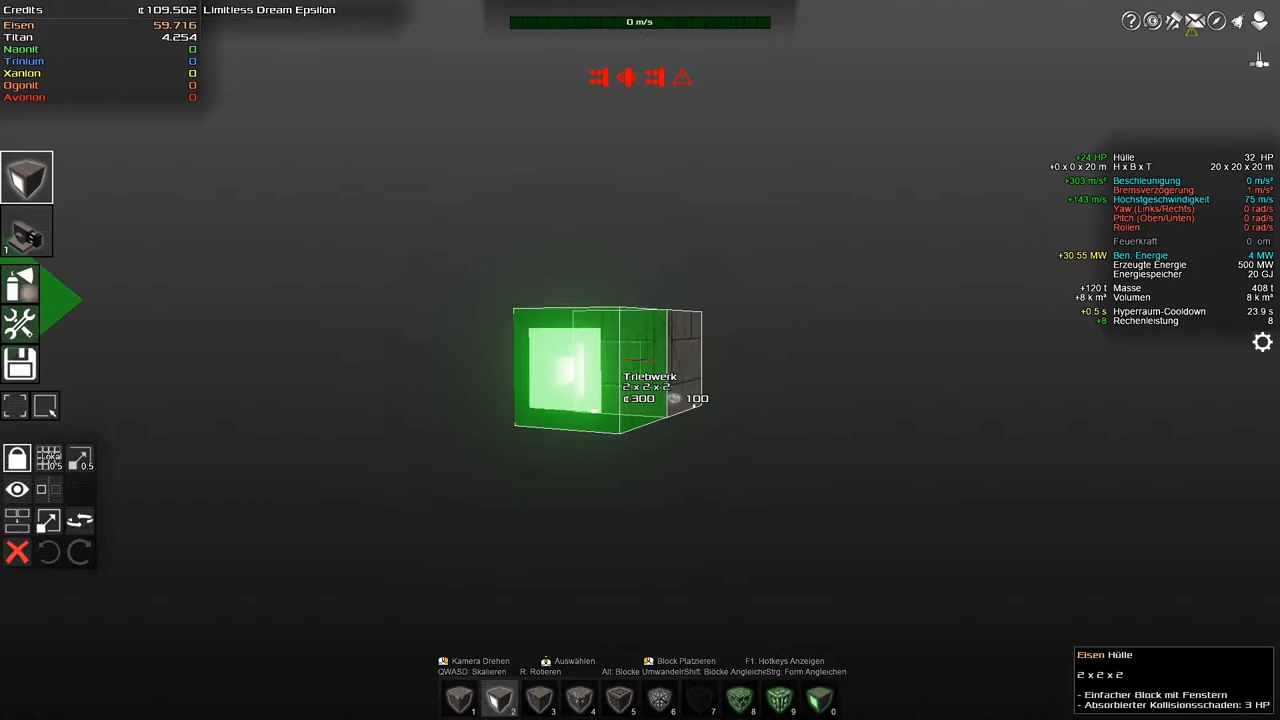 Credits ¢109.502 Limitless Dream Epsilon
Eisen 59.716
Titan 4.254
Naonit 0
Trinium 0
Xanion 0
Ogonit 0
Avorion 0
0 m/s
+24 HP Hülle 32 HP
+0 x 0 x 20 m H x B x T 20 x 20 x 20 m
+303 m/s² Beschleunigung 0 m/s²
Bremsverzögerung 1 m/s²
+143 m/s Höchstgeschwindigkeit 75 m/s
Yaw (Links/Rechts) 0 rad/s
Pitch (Oben/Unten) 0 rad/s
Rollen 0 rad/s
Feuerkraft 0 om.
+30.55 MW Ben. Energie 4 MW
Erzeugte Energie 500 MW
Energiespeicher 20 GJ
+120 t Masse 408 t
+8 k m³ Volumen 8 k m³
+0.5 s Hyperraum-Cooldown 23.9 s
+8 Rechenleistung 8
1
Triebwerk
2 x 2 x 2
¢300 100
Lokal
0.5 0.5
Kamera Drehen Auswählen Block Platzieren F1: Hotkeys Anzeigen
QWASD: Skalieren R: Rotieren Alt: Blöcke Umwandeln Shift: Blöcke Angleichen Strg: Form Angleichen
1 2 3 4 5 6 7 8 9 0
Eisen Hülle
2 x 2 x 2
- Einfacher Block mit Fenstern
- Absorbierter Kollisionsschaden: 3 HP